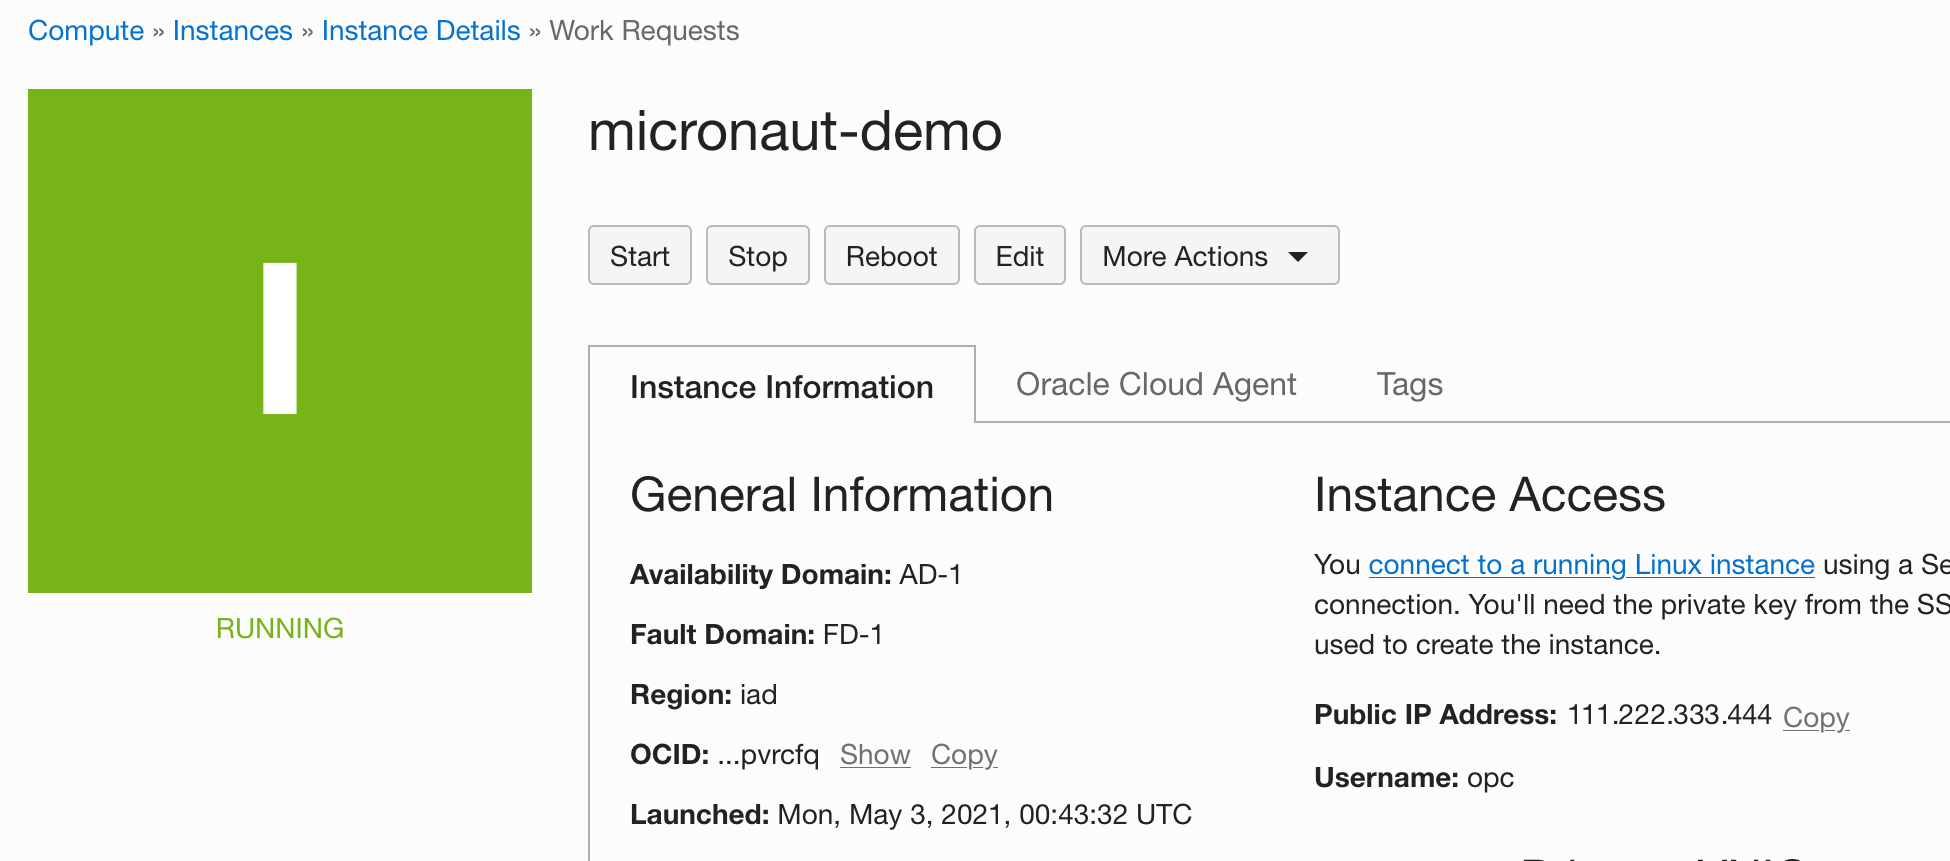 Compute » Instances » Instance Details » Work Requests
I
RUNNING
micronaut-demo
Start Stop Reboot Edit More Actions
Instance Information Oracle Cloud Agent Tags
General Information
Availability Domain: AD-1
Fault Domain: FD-1
Region: iad
OCID: ...pvrcfq Show Copy
Launched: Mon, May 3, 2021, 00:43:32 UTC
Instance Access
You connect to a running Linux instance using a Se
connection. You'll need the private key from the SS
used to create the instance.
Public IP Address: 111.222.333.444 Copy
Username: opc